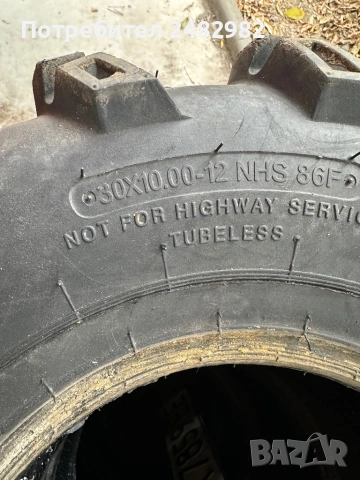 Потребител 2482982
30X10.00-12 NHS 86F
NOT FOR HIGHWAY SERVIC
TUBELESS
BAZAR